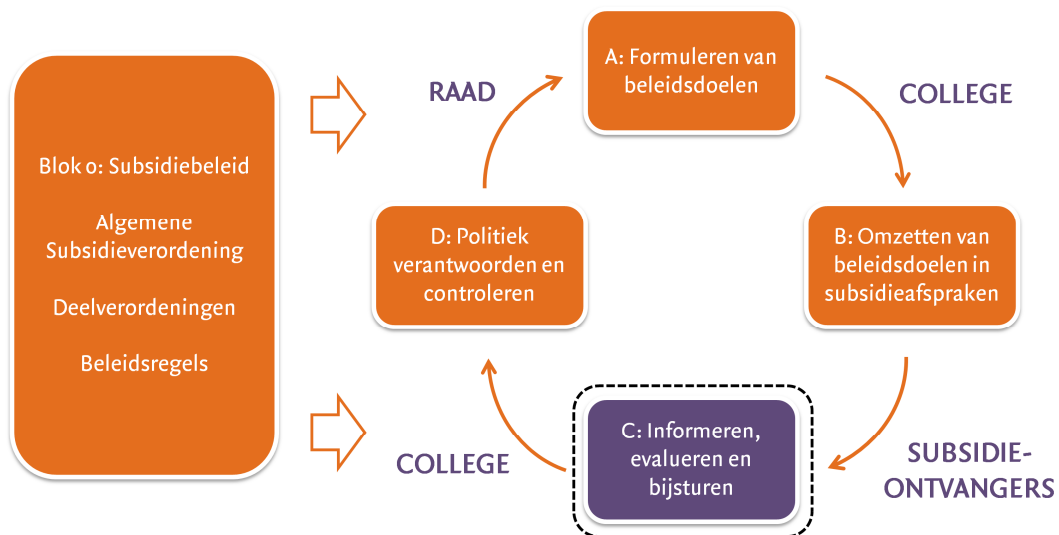 Blok 0: Subsidiebeleid
Algemene
Subsidieverordening
Deelverordeningen
Beleidsregels
RAAD
A: Formuleren van
beleidsdoelen
COLLEGE
D: Politiek
verantwoorden en
controleren
B: Omzetten van
beleidsdoelen in
subsidieafspraken
COLLEGE
C: Informeren,
evalueren en
bijsturen
SUBSIDIE-
ONTVANGERS